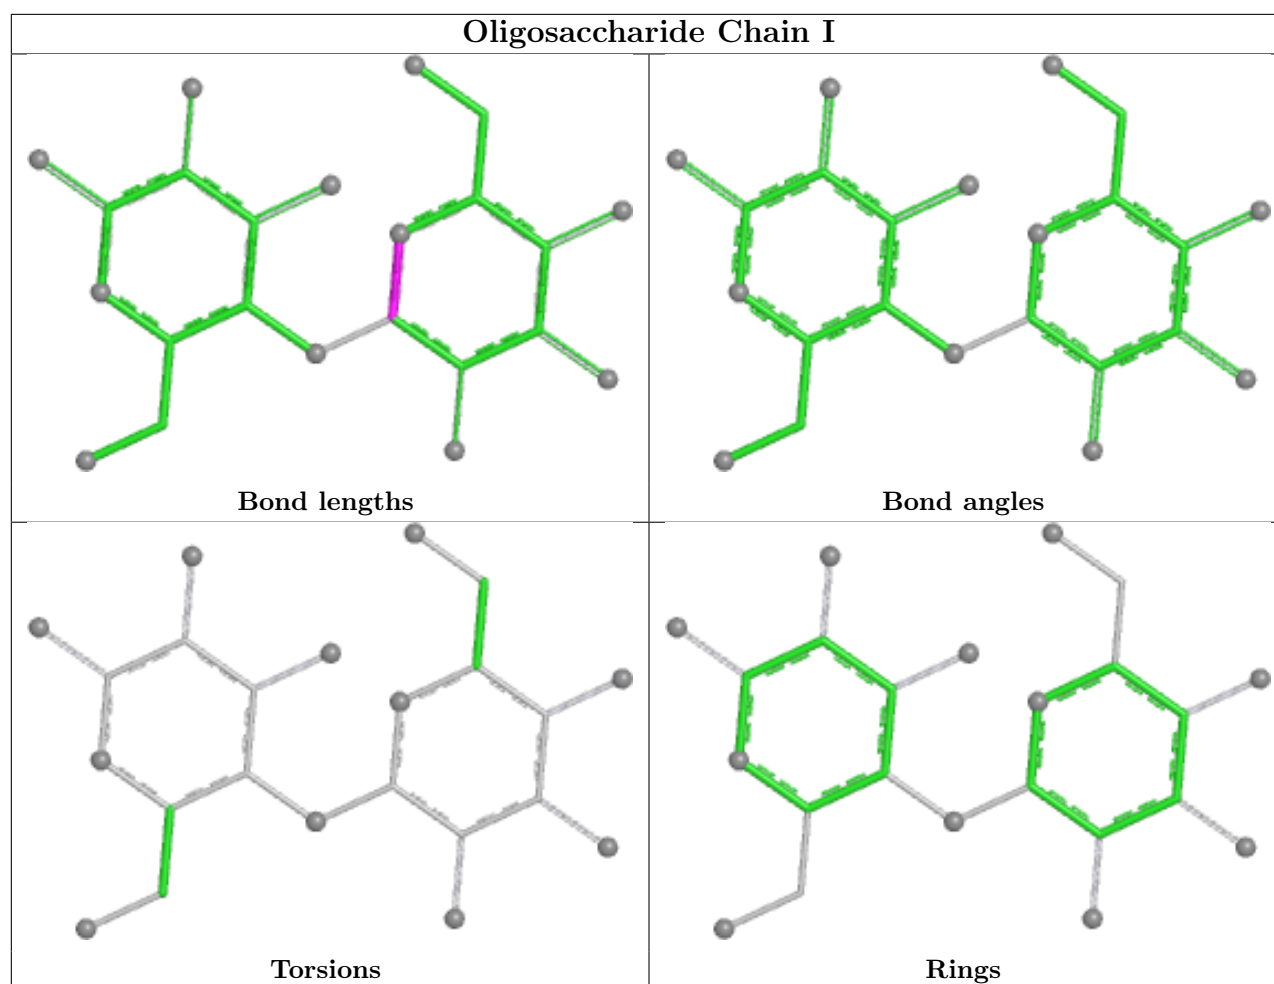 Oligosaccharide Chain I
Bond lengths
Bond angles
Torsions
Rings